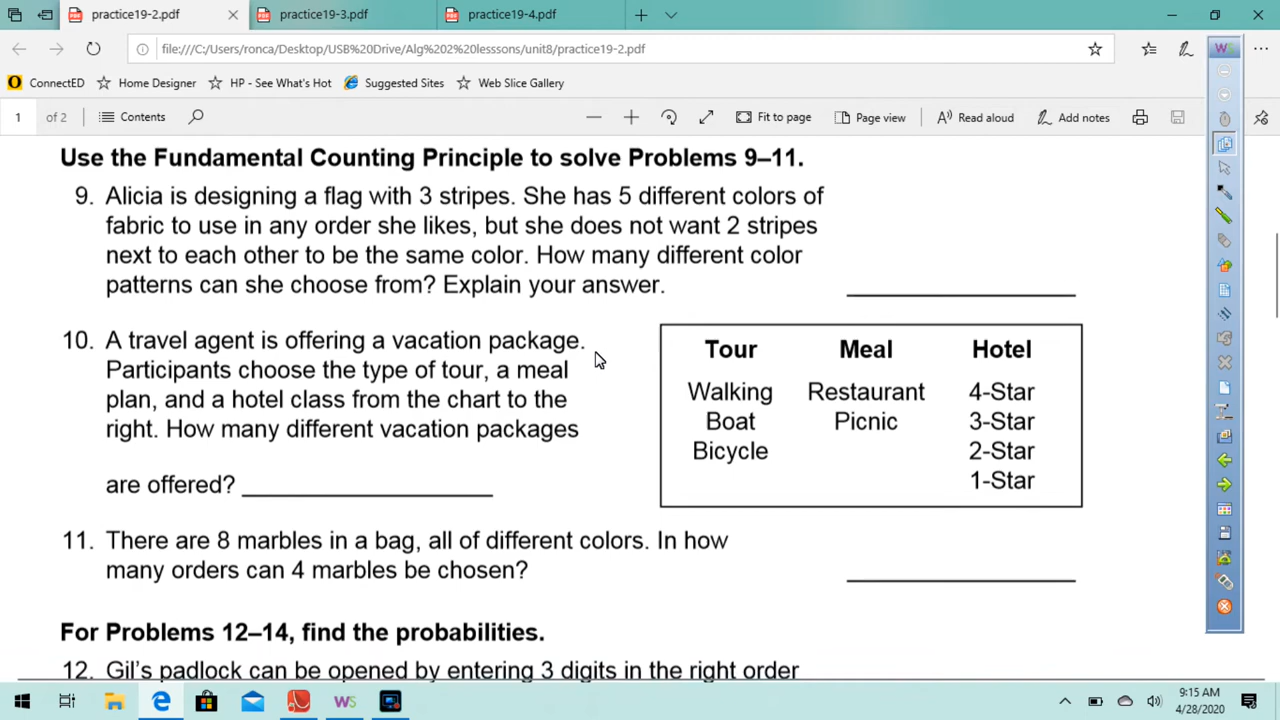 practice19-2.pdf
practice19-3.pdf
practice19-4.pdf
file:///C:/Users/ronca/Desktop/USB%20Drive/Alg%202%20lesssons/unit8/practice19-2.pdf
ConnectED
Home Designer
HP - See What's Hot
Suggested Sites
Web Slice Gallery
1 of 2
Contents
Fit to page
Page view
Read aloud
Add notes
WS
Use the Fundamental Counting Principle to solve Problems 9–11.
9. Alicia is designing a flag with 3 stripes. She has 5 different colors of
fabric to use in any order she likes, but she does not want 2 stripes
next to each other to be the same color. How many different color
patterns can she choose from? Explain your answer.
10. A travel agent is offering a vacation package.
Participants choose the type of tour, a meal
plan, and a hotel class from the chart to the
right. How many different vacation packages
are offered?
Tour Meal Hotel
Walking Restaurant 4-Star
Boat Picnic 3-Star
Bicycle 2-Star
1-Star
11. There are 8 marbles in a bag, all of different colors. In how
many orders can 4 marbles be chosen?
For Problems 12–14, find the probabilities.
12. Gil's padlock can be opened by entering 3 digits in the right order
WS
9:15 AM
4/28/2020